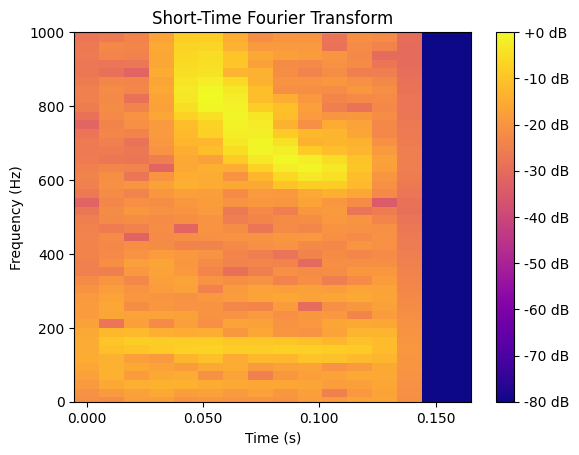 Short-Time Fourier Transform
1000
800
600
400
200
0
Frequency (Hz)
0.000
0.050
0.100
0.150
Time (s)
+0 dB
-10 dB
-20 dB
-30 dB
-40 dB
-50 dB
-60 dB
-70 dB
-80 dB